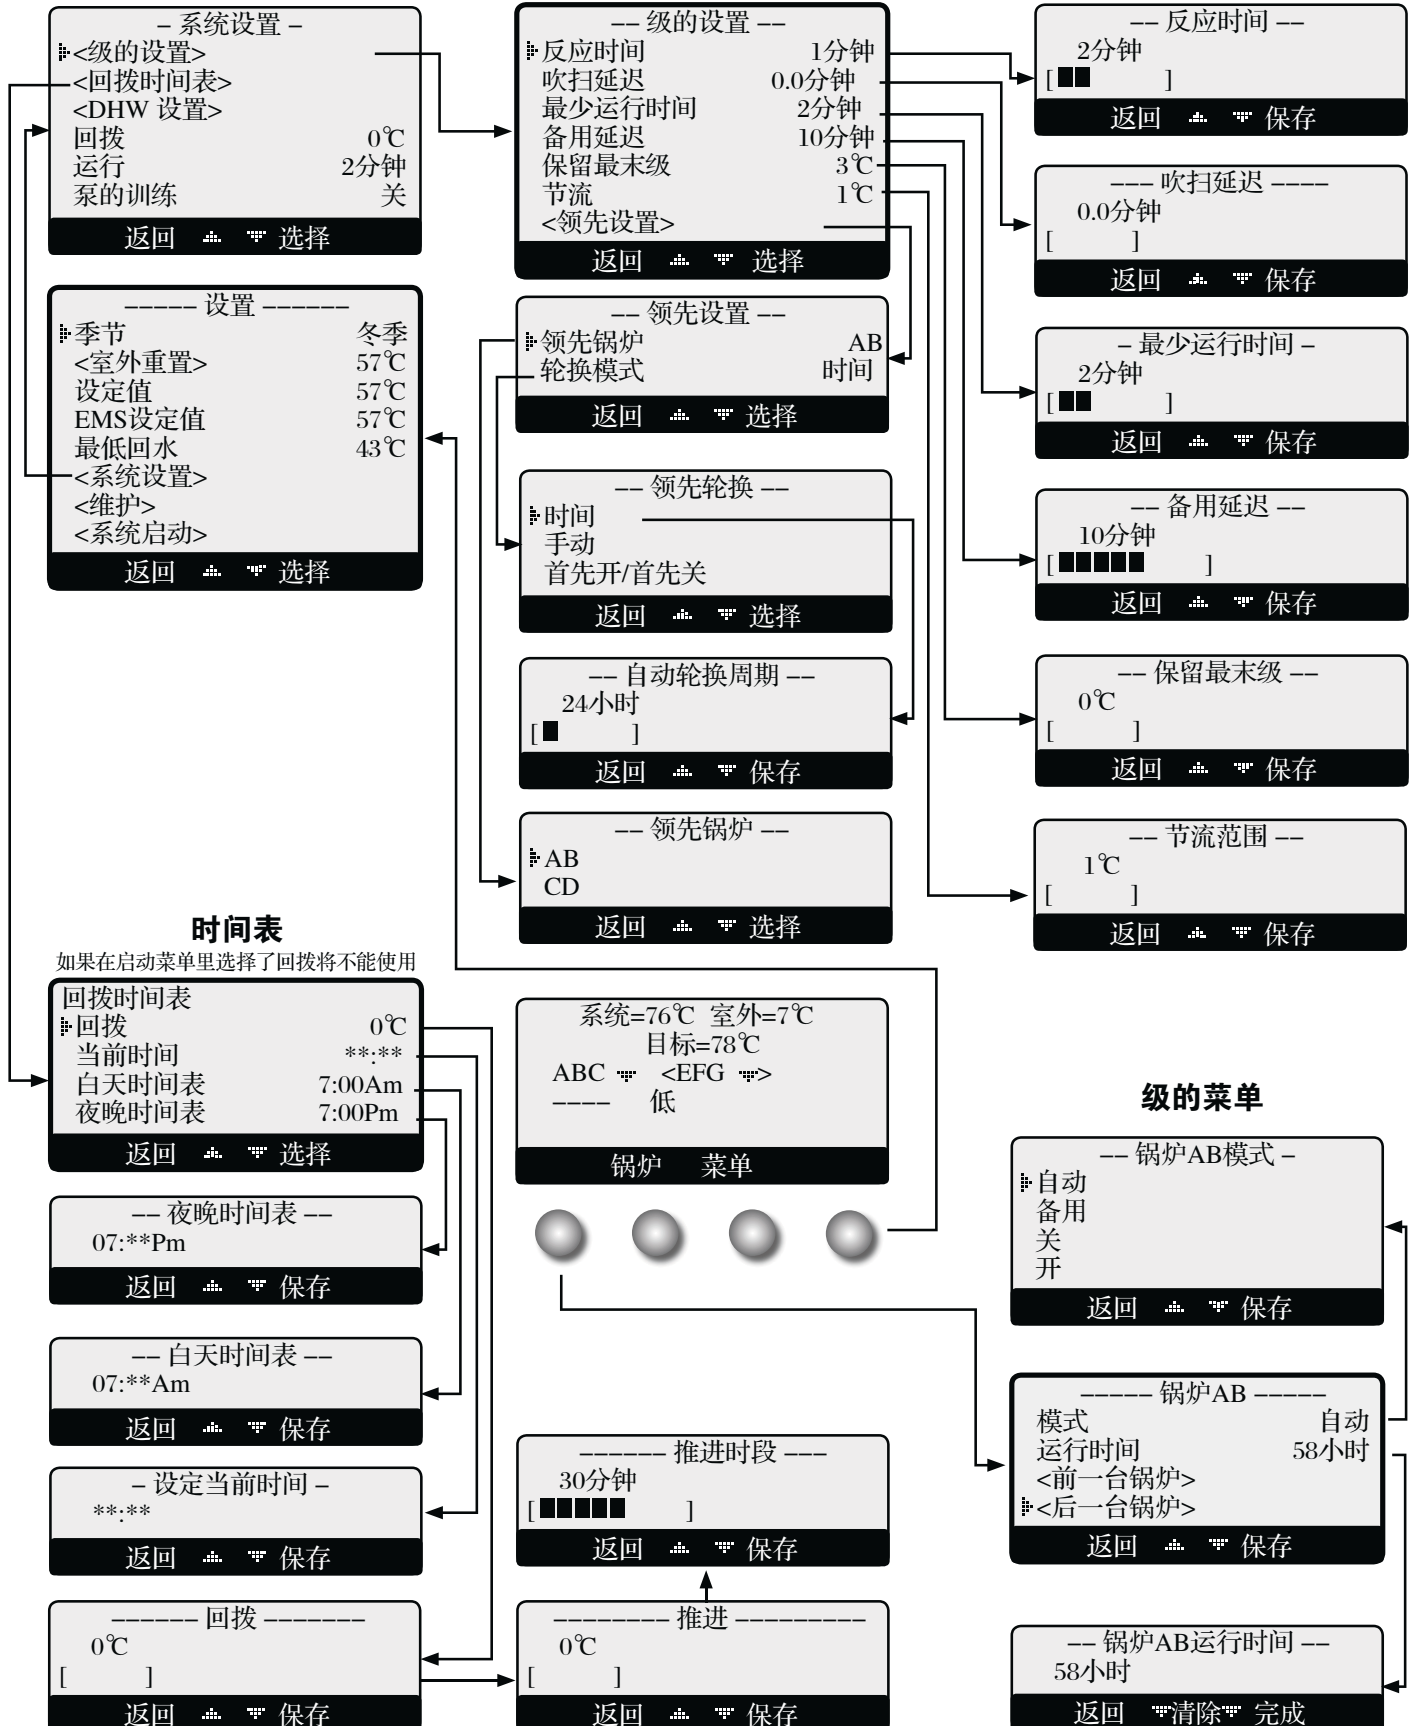 – 系统设置 –
<级的设置>
<回拨时间表>
<DHW 设置>
回拨 0℃
运行 2分钟
泵的训练 关
返回 选择
----- 设置 ------
季节 冬季
<室外重置> 57℃
设定值 57℃
EMS设定值 57℃
最低回水 43℃
<系统设置>
<维护>
<系统启动>
返回 选择
时间表
如果在启动菜单里选择了回拨将不能使用
回拨时间表
回拨 0℃
当前时间 **:**
白天时间表 7:00Am
夜晚时间表 7:00Pm
返回 选择
-- 夜晚时间表 --
07:**Pm
返回 保存
-- 白天时间表 --
07:**Am
返回 保存
– 设定当前时间 –
**:**
返回 保存
------ 回拨 -------
0℃
[ ]
返回 保存
-- 级的设置 --
反应时间 1分钟
吹扫延迟 0.0分钟
最少运行时间 2分钟
备用延迟 10分钟
保留最末级 3℃
节流 1℃
<领先设置>
返回 选择
-- 领先设置 --
领先锅炉 AB
轮换模式 时间
返回 选择
-- 领先轮换 --
时间
手动
首先开/首先关
返回 选择
-- 自动轮换周期 --
24小时
[ ]
返回 保存
-- 领先锅炉 --
AB
CD
返回 选择
系统=76℃ 室外=7℃
目标=78℃
ABC <EFG >
---- 低
锅炉 菜单
------ 推进时段 ---
30分钟
[ ]
返回 保存
-------- 推进 ---------
0℃
[ ]
返回 保存
-- 反应时间 --
2分钟
[ ]
返回 保存
--- 吹扫延迟 ----
0.0分钟
[ ]
返回 保存
– 最少运行时间 –
2分钟
[ ]
返回 保存
-- 备用延迟 --
10分钟
[ ]
返回 保存
-- 保留最末级 --
0℃
[ ]
返回 保存
-- 节流范围 --
1℃
[ ]
返回 保存
级的菜单
-- 锅炉AB模式 –
自动
备用
关
开
返回 保存
----- 锅炉AB -----
模式 自动
运行时间 58小时
<前一台锅炉>
<后一台锅炉>
返回 保存
-- 锅炉AB运行时间 --
58小时
返回 清除 完成